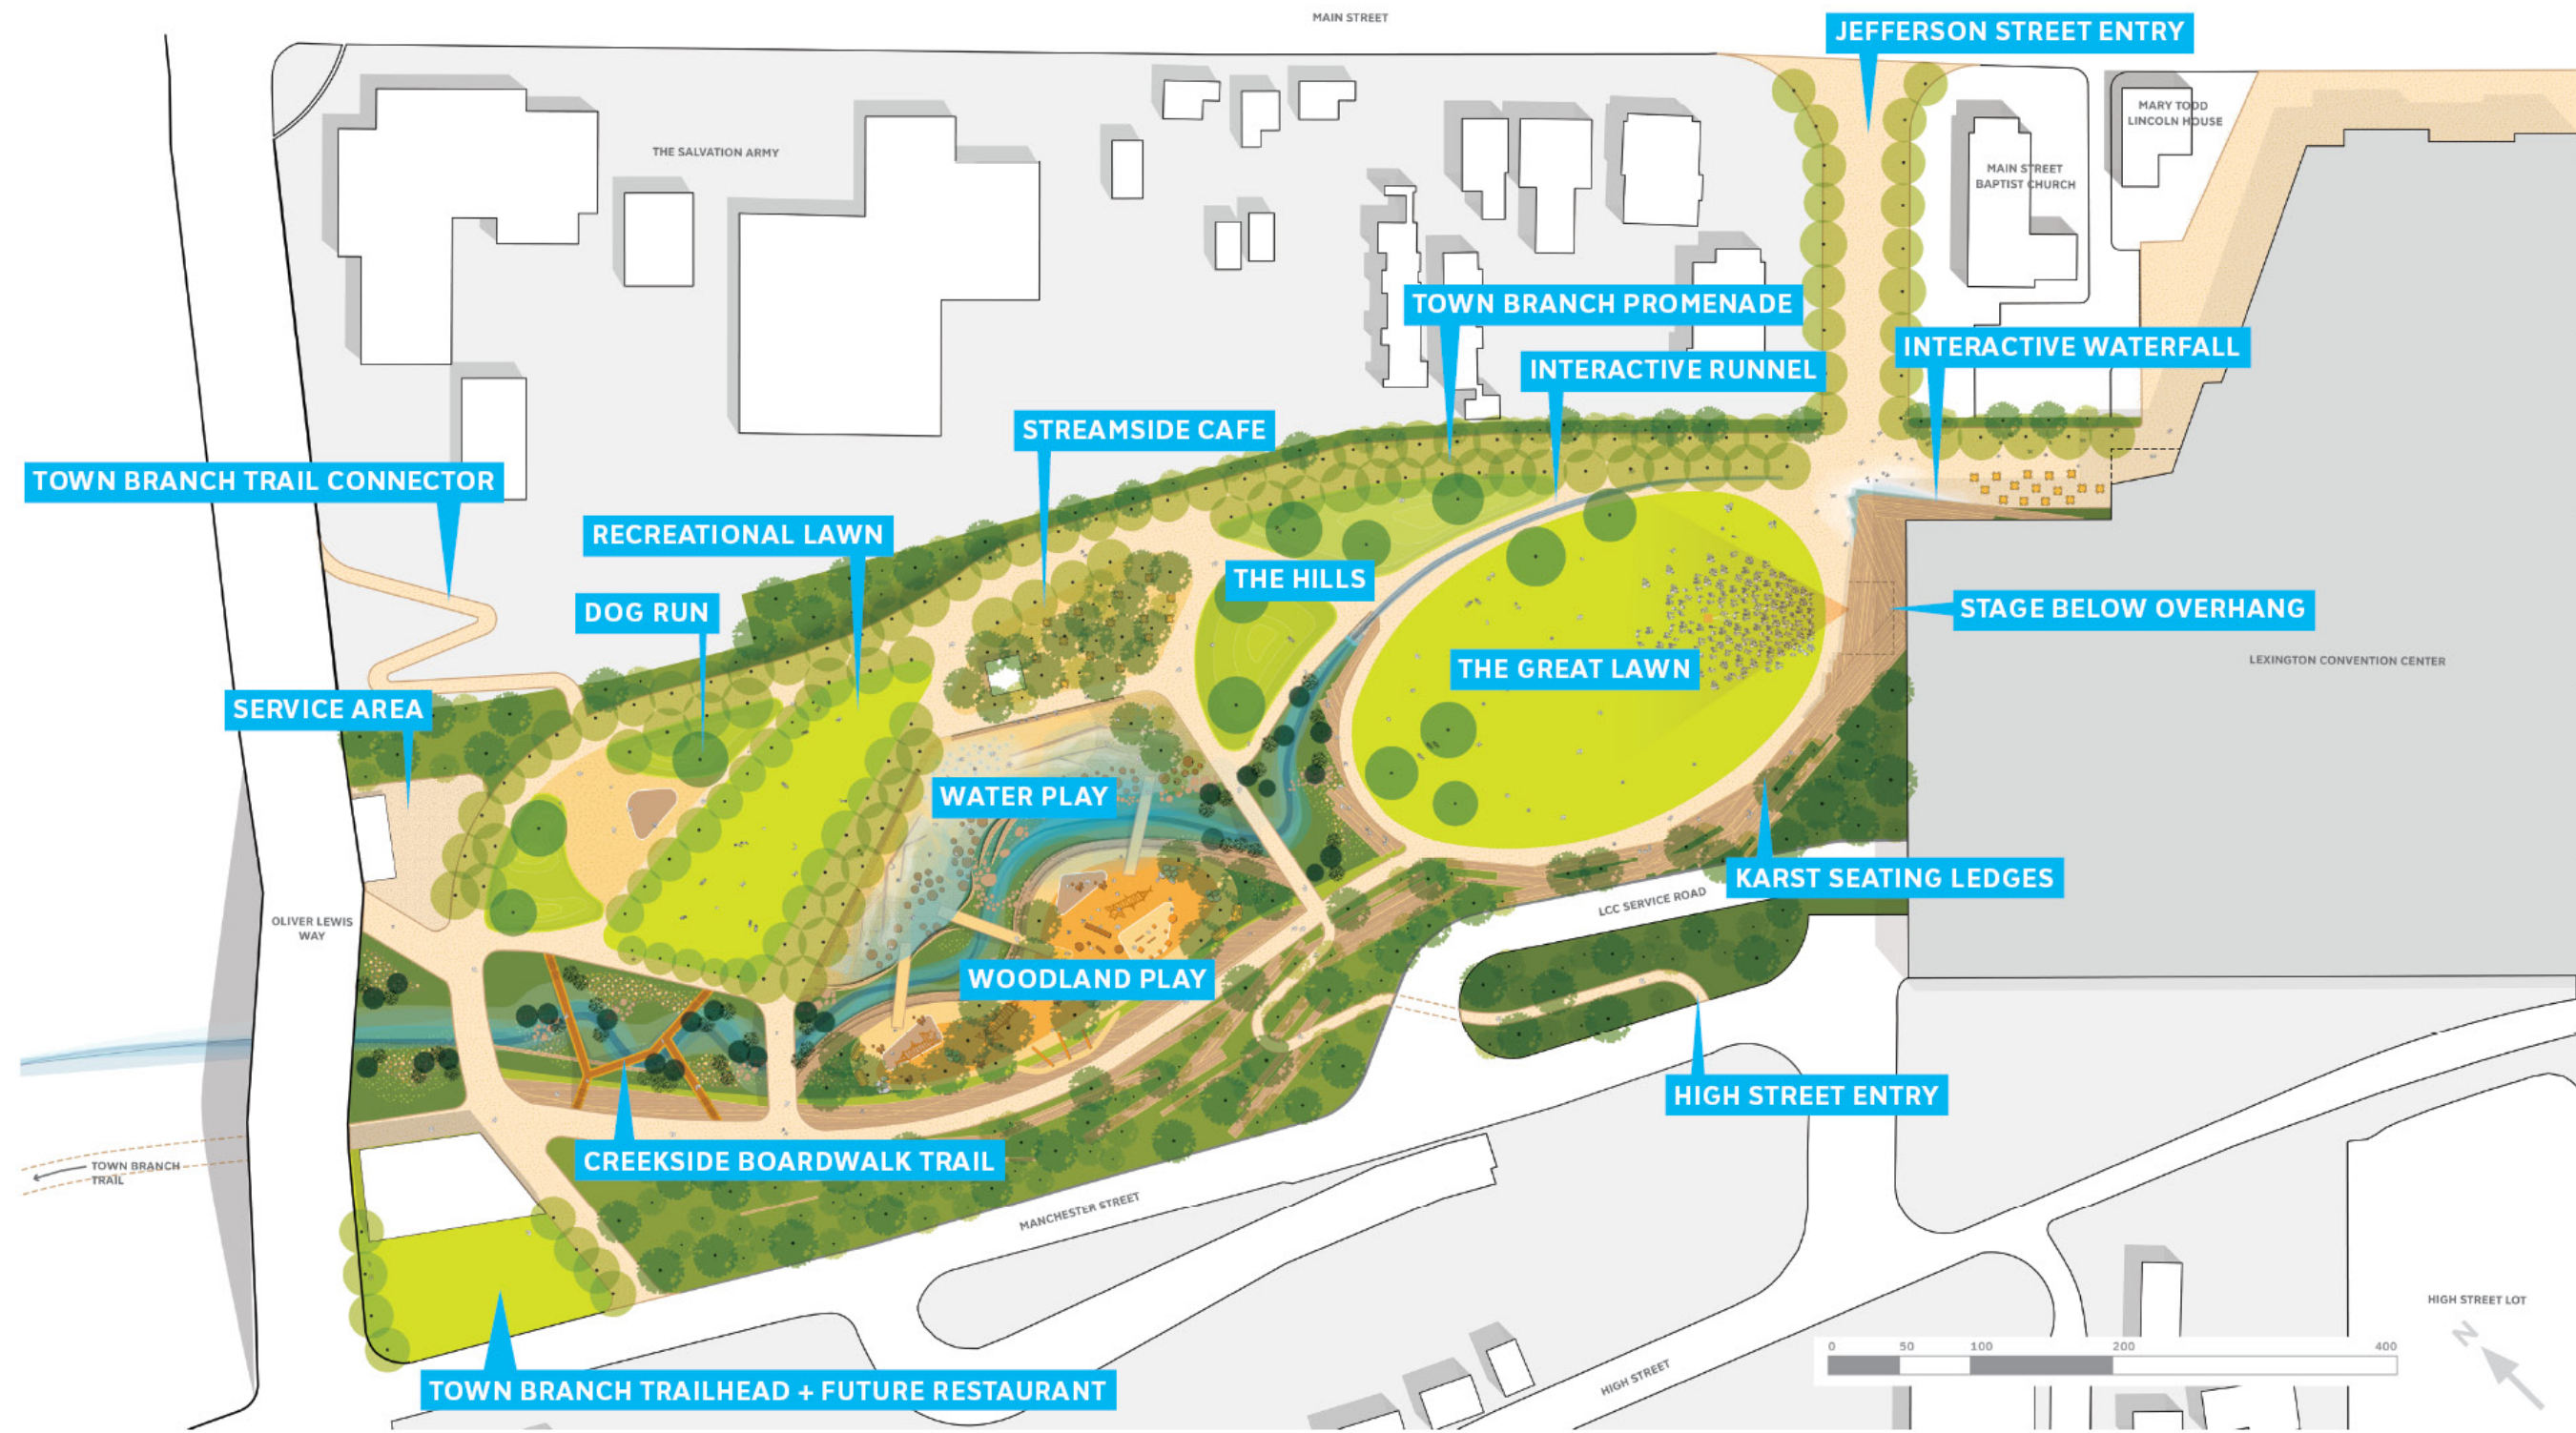 MAIN STREET
JEFFERSON STREET ENTRY
MARY TODD
LINCOLN HOUSE
THE SALVATION ARMY
MAIN STREET
BAPTIST CHURCH
TOWN BRANCH PROMENADE
INTERACTIVE WATERFALL
INTERACTIVE RUNNEL
STREAMSIDE CAFE
TOWN BRANCH TRAIL CONNECTOR
RECREATIONAL LAWN
THE HILLS
DOG RUN
STAGE BELOW OVERHANG
THE GREAT LAWN
LEXINGTON CONVENTION CENTER
SERVICE AREA
WATER PLAY
KARST SEATING LEDGES
LCC SERVICE ROAD
OLIVER LEWIS
WAY
WOODLAND PLAY
HIGH STREET ENTRY
CREEKSIDE BOARDWALK TRAIL
TOWN BRANCH
TRAIL
MANCHESTER STREET
HIGH STREET LOT
N
0 50 100 200 400
HIGH STREET
TOWN BRANCH TRAILHEAD + FUTURE RESTAURANT